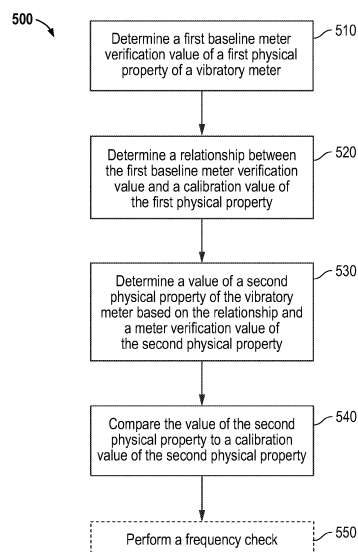 500
510
Determine a first baseline meter
verification value of a first physical
property of a vibratory meter
520
Determine a relationship between
the first baseline meter verification
value and a calibration value of
the first physical property
530
Determine a value of a second
physical property of the vibratory
meter based on the relationship and
a meter verification value of
the second physical property
540
Compare the value of the second
physical property to a calibration
value of the second physical property
550
Perform a frequency check